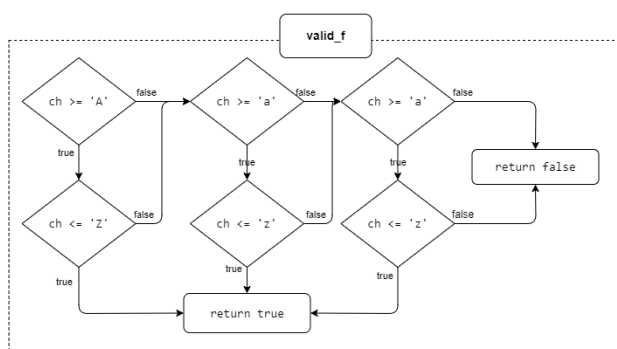 valid_f
ch >= 'A'
false
ch >= 'a'
false
ch >= 'a'
false
true
true
true
return false
ch <= 'Z'
false
ch <= 'z'
false
ch <= 'z'
false
true
true
true
return true